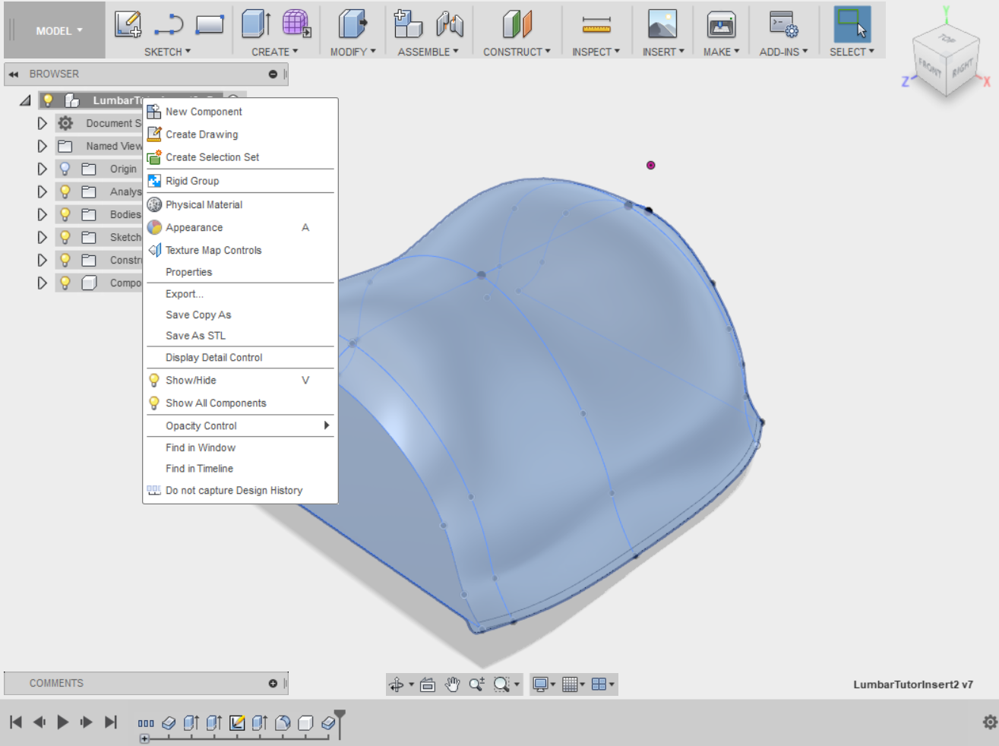 MODEL
SKETCH
CREATE
MODIFY
ASSEMBLE
CONSTRUCT
INSPECT
INSERT
MAKE
ADD-INS
SELECT
TOP
FRONT
RIGHT
Y
Z
X
BROWSER
LumbarT
Document S
Named View
Origin
Analys
Bodies
Sketch
Constr
Compo
New Component
Create Drawing
Create Selection Set
Rigid Group
Physical Material
Appearance A
Texture Map Controls
Properties
Export...
Save Copy As
Save As STL
Display Detail Control
Show/Hide V
Show All Components
Opacity Control
Find in Window
Find in Timeline
Do not capture Design History
COMMENTS
LumbarTutorInsert2 v7